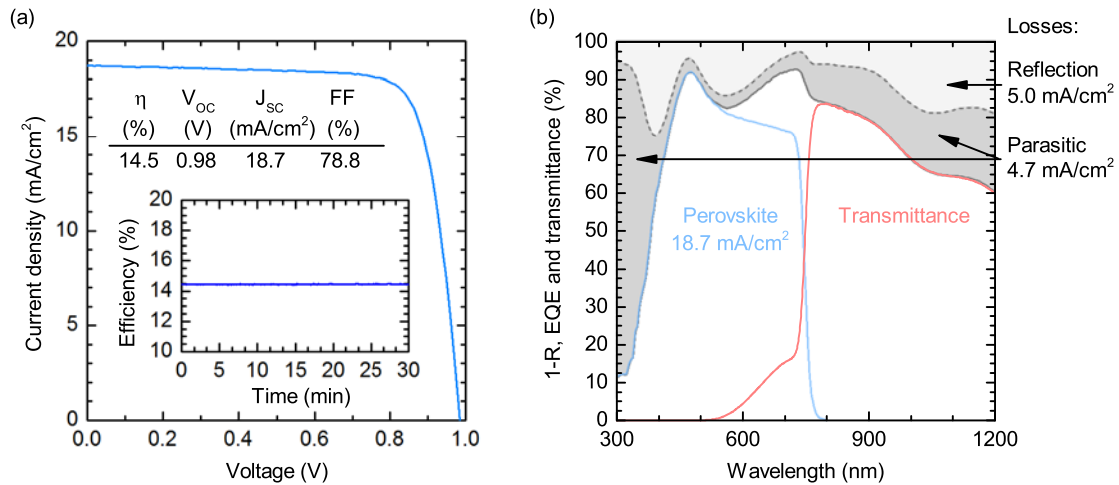 (a)
20
15
10
5
0
0.0 0.2 0.4 0.6 0.8 1.0
Current density (mA/cm²)
Voltage (V)
η V_OC J_SC FF
(%) (V) (mA/cm²) (%)
14.5 0.98 18.7 78.8
20
18
16
14
12
10
0 5 10 15 20 25 30
Efficiency (%)
Time (min)
(b)
100
90
80
70
60
50
40
30
20
10
0
300 600 900 1200
1-R, EQE and transmittance (%)
Wavelength (nm)
Perovskite
18.7 mA/cm²
Transmittance
Losses:
Reflection
5.0 mA/cm²
Parasitic
4.7 mA/cm²